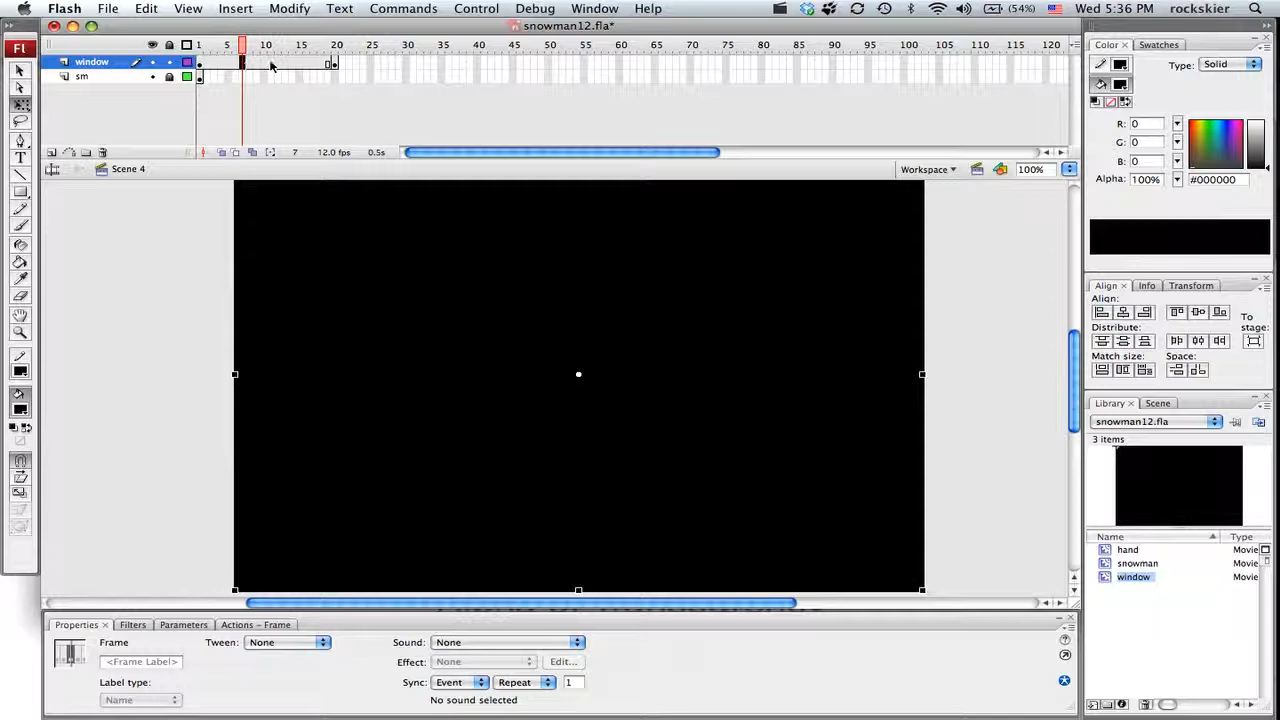 Flash File Edit View Insert Modify Text Commands Control Debug Window Help (54%) Wed 5:36 PM rockskier
snowman12.fla*
Fl
1 5 10 15 20 25 30 35 40 45 50 55 60 65 70 75 80 85 90 95 100 105 110 115 120
window
sm
7 12.0 fps 0.5s
Scene 4 Workspace 100%
Color Swatches
Type: Solid
R: 0
G: 0
B: 0
Alpha: 100% #000000
Align Info Transform
Align:
To stage:
Distribute:
Match size: Space:
Library Scene
snowman12.fla
3 items
Name Type
hand Movie
snowman Movie
window Movie
Properties Filters Parameters Actions - Frame
Frame Tween: None Sound: None
<Frame Label> Effect: None Edit...
Label type: Sync: Event Repeat 1
Name No sound selected